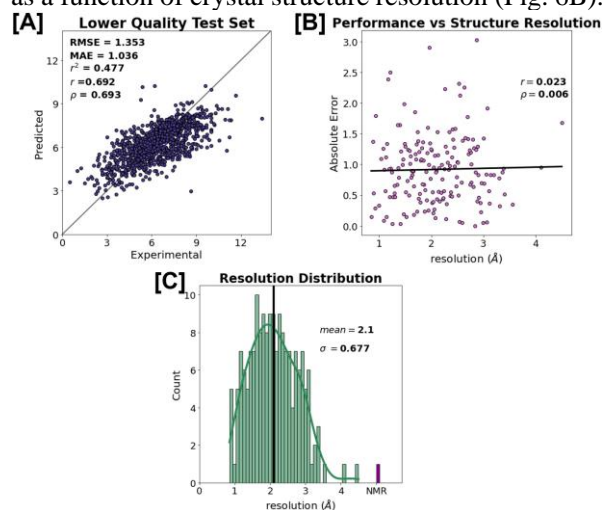 as a function of crystal structure resolution (Fig. 6B).
[A] Lower Quality Test Set
RMSE = 1.353
MAE = 1.036
r² = 0.477
r =0.692
ρ = 0.693
Predicted
12
9
6
3
0
0 3 6 9 12
Experimental
[B] Performance vs Structure Resolution
r = 0.023
ρ = 0.006
Absolute Error
3.0
2.5
2.0
1.5
1.0
0.5
0.0
1 2 3 4
resolution (Å)
[C] Resolution Distribution
mean = 2.1
σ = 0.677
Count
10
8
6
4
2
0
0 1 2 3 4 NMR
resolution (Å)